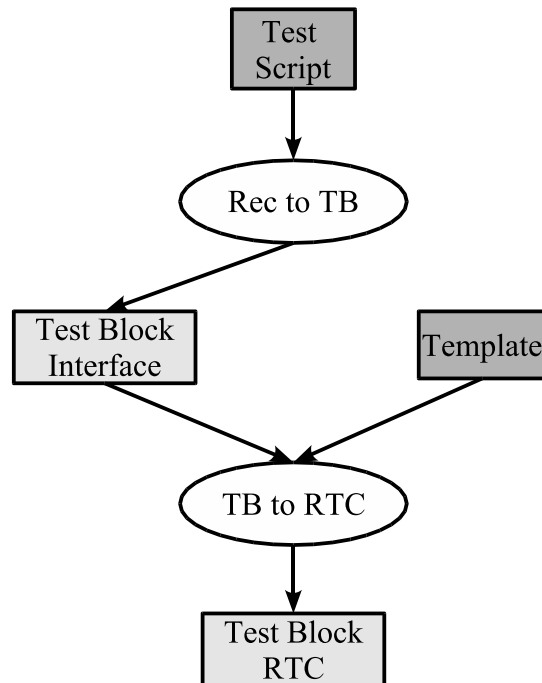 Test
Script
Rec to TB
Test Block
Interface
Template
TB to RTC
Test Block
RTC